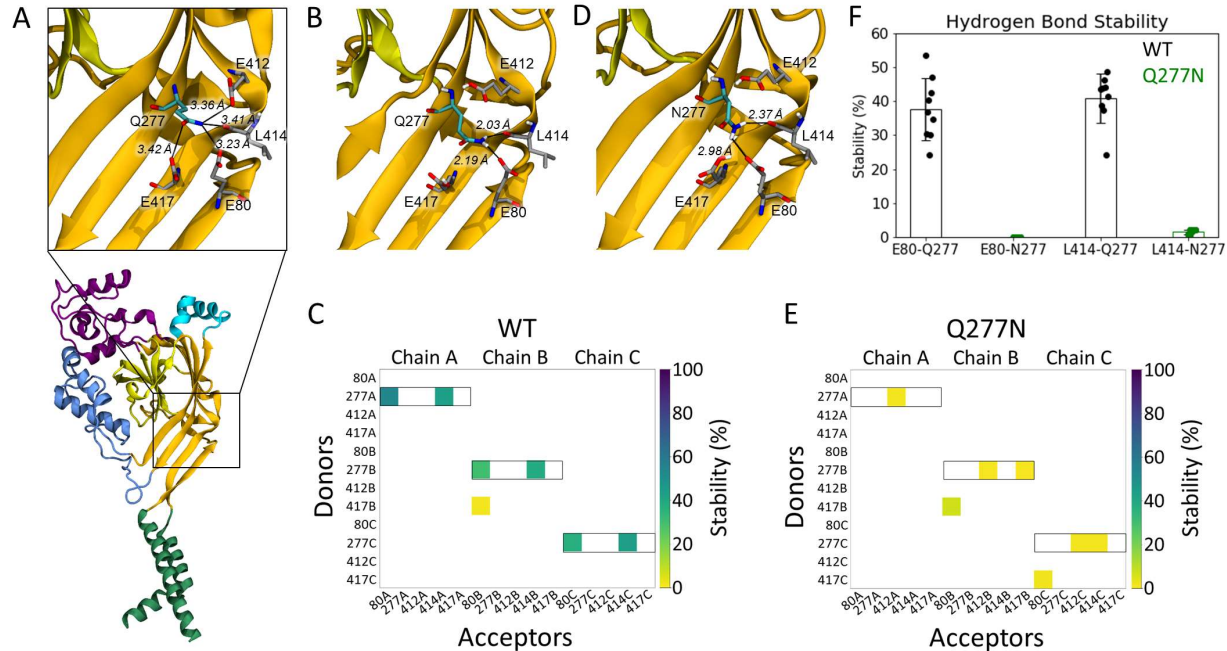 A
E412
3.36 Å
Q277
3.41 Å
L414
3.42 Å
3.23 Å
E417
E80
B
E412
Q277
2.03 Å
L414
2.19 Å
E417
E80
D
E412
N277
2.37 Å
L414
2.98 Å
E417
E80
F
Hydrogen Bond Stability
WT
Q277N
Stability (%)
60
50
40
30
20
10
0
E80-Q277 E80-N277 L414-Q277 L414-N277
C
WT
Chain A Chain B Chain C
Donors
80A
277A
412A
417A
80B
277B
412B
417B
80C
277C
412C
417C
80A 277A 412A 414A 417A 80B 277B 412B 414B 417B 80C 277C 412C 414C 417C
Acceptors
100
80
60
40
20
0
Stability (%)
E
Q277N
Chain A Chain B Chain C
Donors
80A
277A
412A
417A
80B
277B
412B
417B
80C
277C
412C
417C
80A 277A 412A 414A 417A 80B 277B 412B 414B 417B 80C 277C 412C 414C 417C
Acceptors
100
80
60
40
20
0
Stability (%)